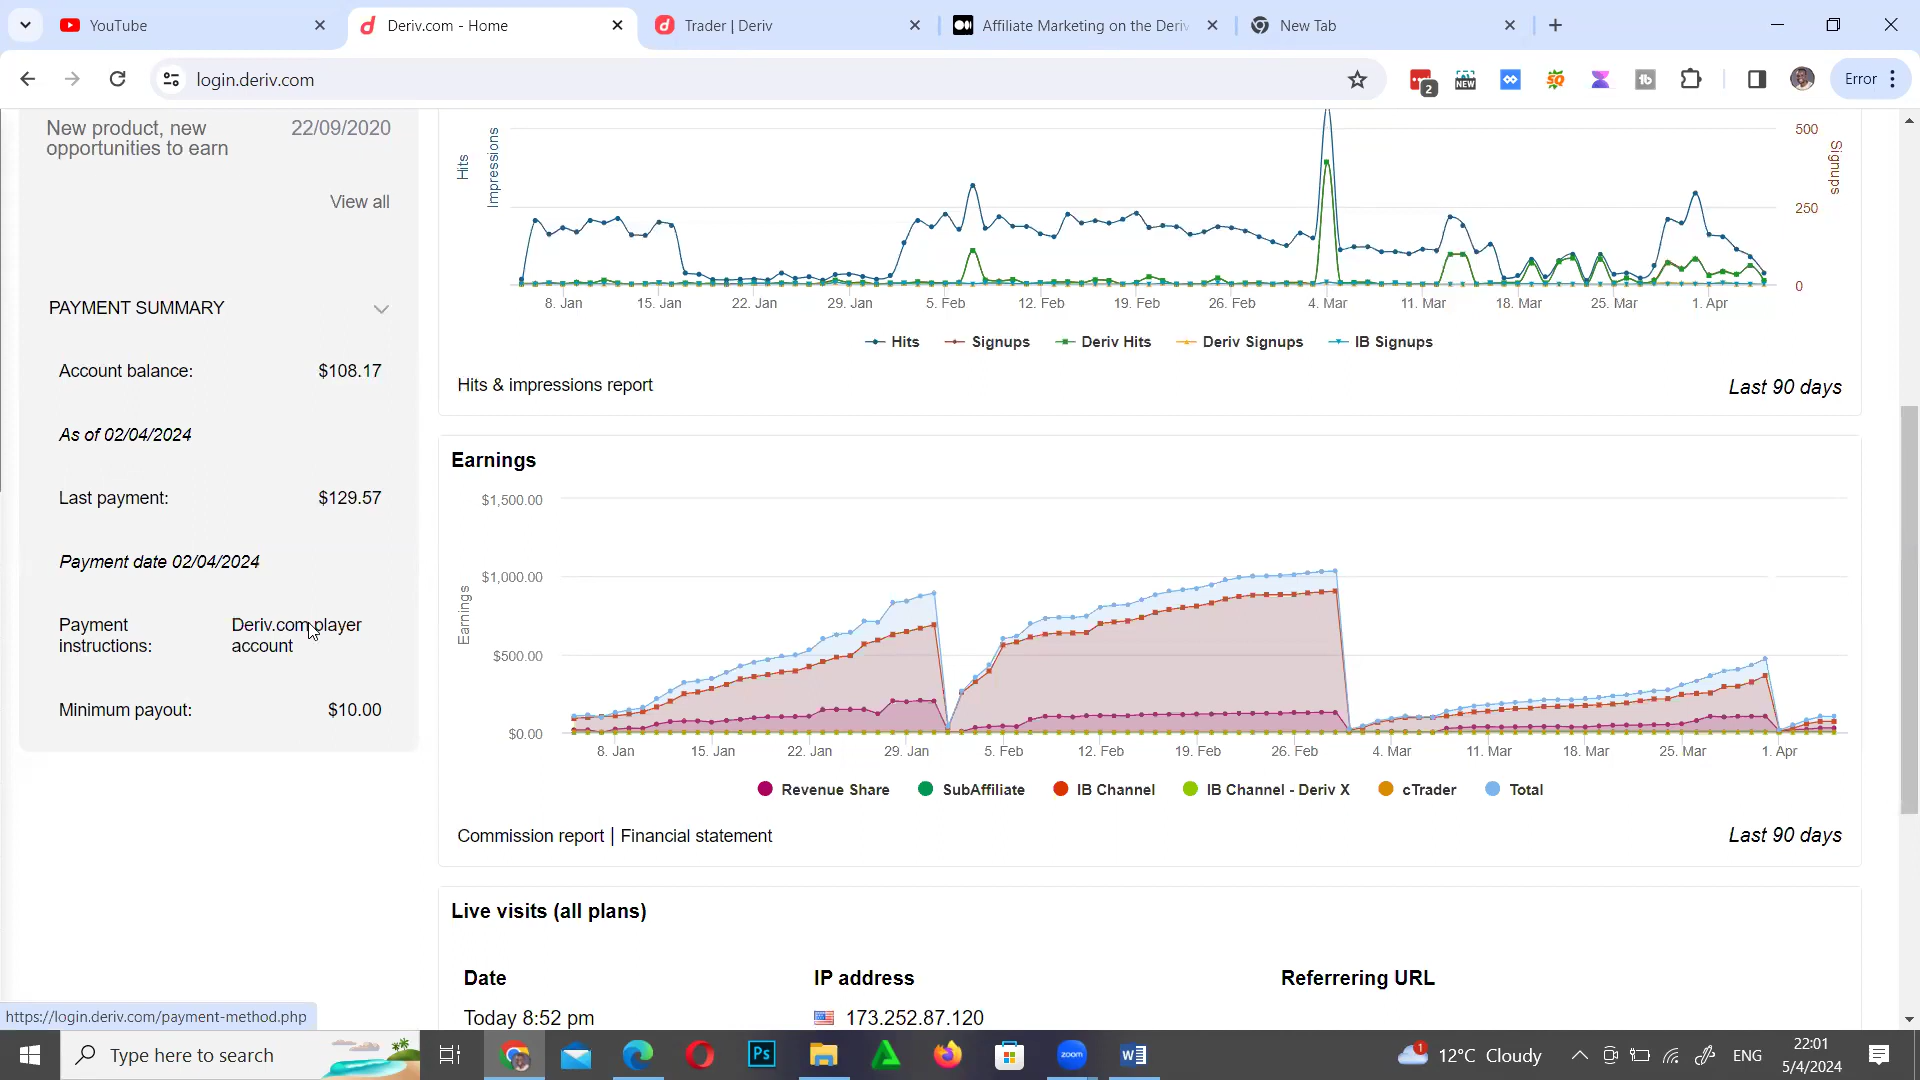 YouTube
Deriv.com - Home
Trader | Deriv
Affiliate Marketing on the Deriv
New Tab
login.deriv.com
2
NEW
SQ
tb
Error
New product, new
opportunities to earn
22/09/2020
View all
PAYMENT SUMMARY
Account balance: $108.17
As of 02/04/2024
Last payment: $129.57
Payment date 02/04/2024
Payment
instructions:
Deriv.com player
account
Minimum payout: $10.00
Hits
Impressions
500
250
0
Signups
8. Jan 15. Jan 22. Jan 29. Jan 5. Feb 12. Feb 19. Feb 26. Feb 4. Mar 11. Mar 18. Mar 25. Mar 1. Apr
Hits Signups Deriv Hits Deriv Signups IB Signups
Hits & impressions report
Last 90 days
Earnings
$1,500.00
$1,000.00
$500.00
$0.00
Earnings
8. Jan 15. Jan 22. Jan 29. Jan 5. Feb 12. Feb 19. Feb 26. Feb 4. Mar 11. Mar 18. Mar 25. Mar 1. Apr
Revenue Share SubAffiliate IB Channel IB Channel - Deriv X cTrader Total
Commission report | Financial statement
Last 90 days
Live visits (all plans)
Date IP address Referrering URL
Today 8:52 pm 173.252.87.120
https://login.deriv.com/payment-method.php
Type here to search
Ps
zoom
W
1
12°C Cloudy
ENG
22:01
5/4/2024